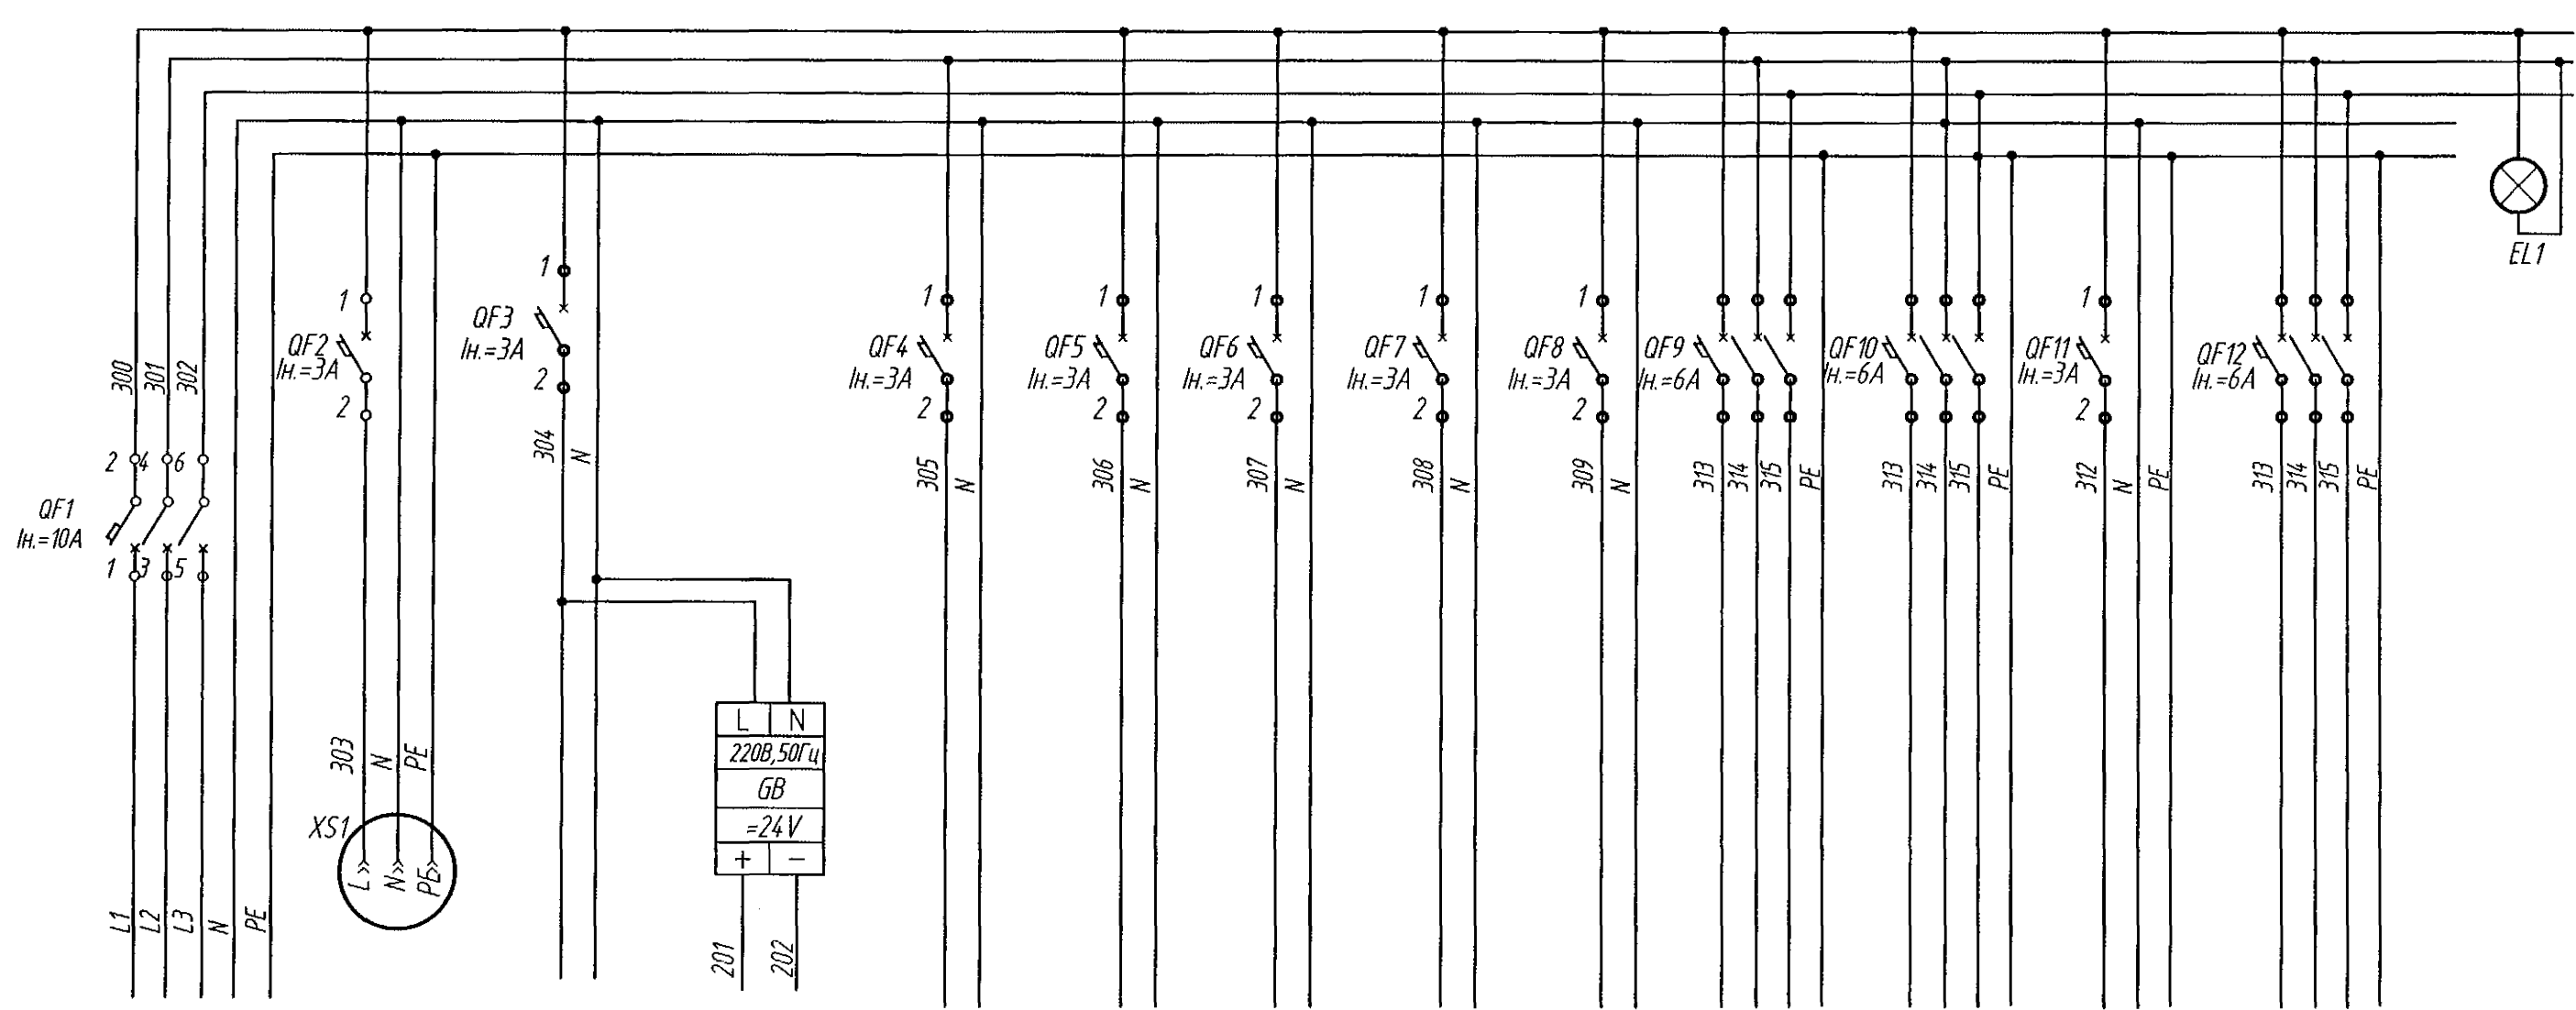 EL1
1
QF3
Iн.=3А
2
304
N
1
QF2
Iн.=3А
2
1
QF4
Iн.=3А
2
305
N
1
QF5
Iн.=3А
2
306
N
1
QF6
Iн.=3А
2
307
N
1
QF7
Iн.=3А
2
308
N
1
QF8
Iн.=3А
2
309
N
QF9
Iн.=6А
313
314
315
PE
QF10
Iн.=6А
313
314
315
PE
1
QF11
Iн.=3А
2
312
N
PE
QF12
Iн.=6А
313
314
315
PE
300
301
302
2 4 6
QF1
Iн.=10А
1 3 5
303
N
PE
XS1
L
N
PE
L N
220В,50Гц
GB
=24V
+ −
201
202
L1
L2
L3
N
PE